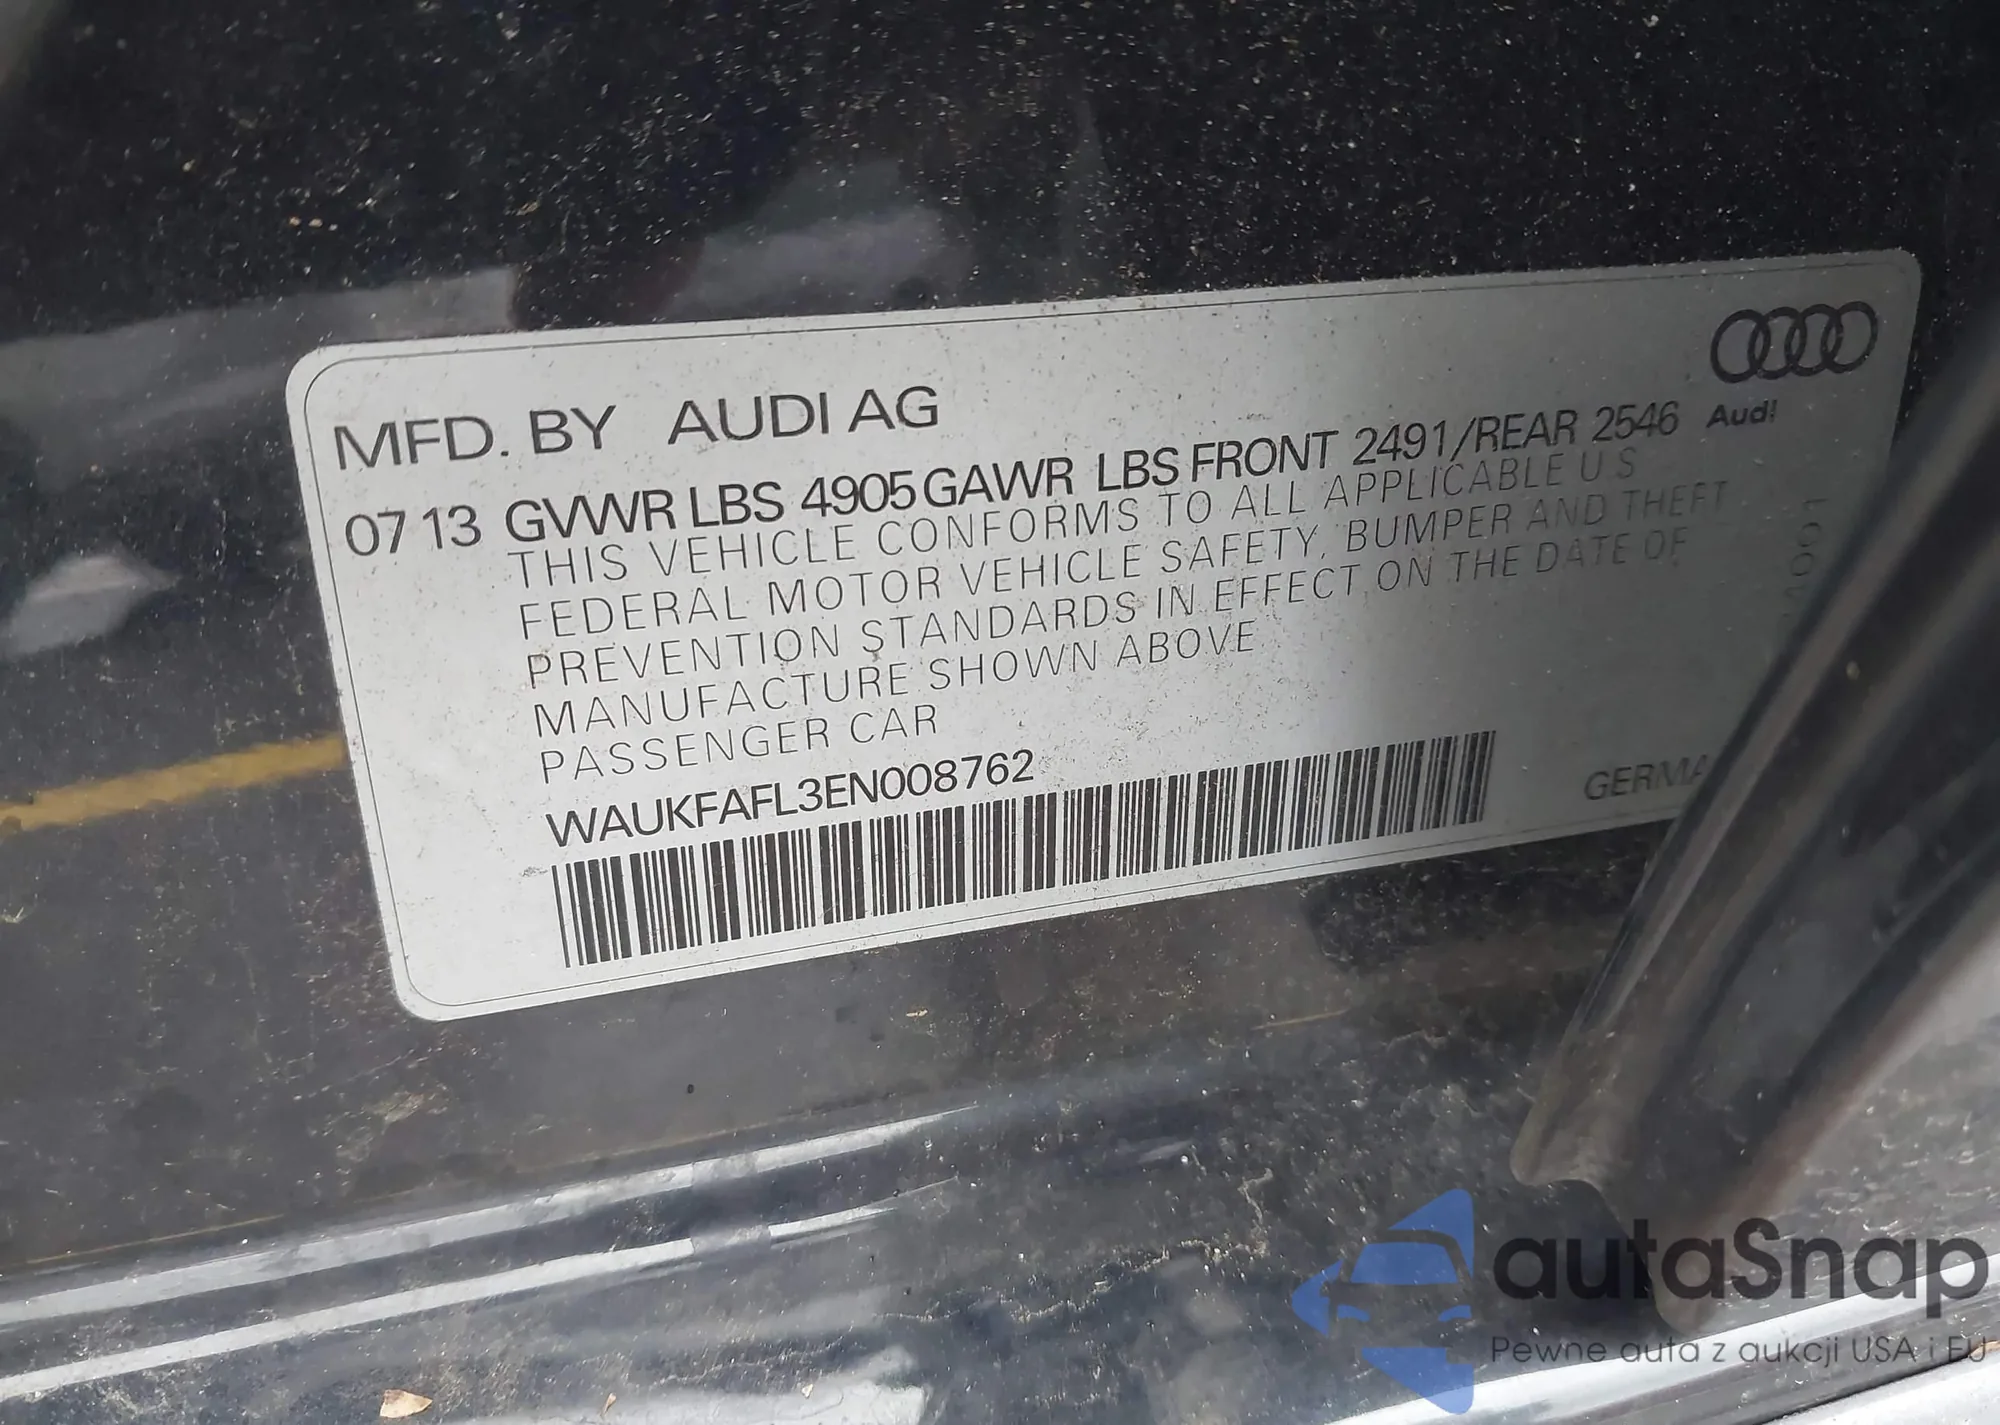 MFD. BY AUDI AG
Audi
07 13 GVWR LBS 4905 GAWR LBS FRONT 2491/REAR 2546
THIS VEHICLE CONFORMS TO ALL APPLICABLE U S
FEDERAL MOTOR VEHICLE SAFETY, BUMPER AND THEFT
PREVENTION STANDARDS IN EFFECT ON THE DATE OF
MANUFACTURE SHOWN ABOVE
PASSENGER CAR
WAUKFAFL3EN008762
autaSnap
Pewne auta z aukcji USA i EU